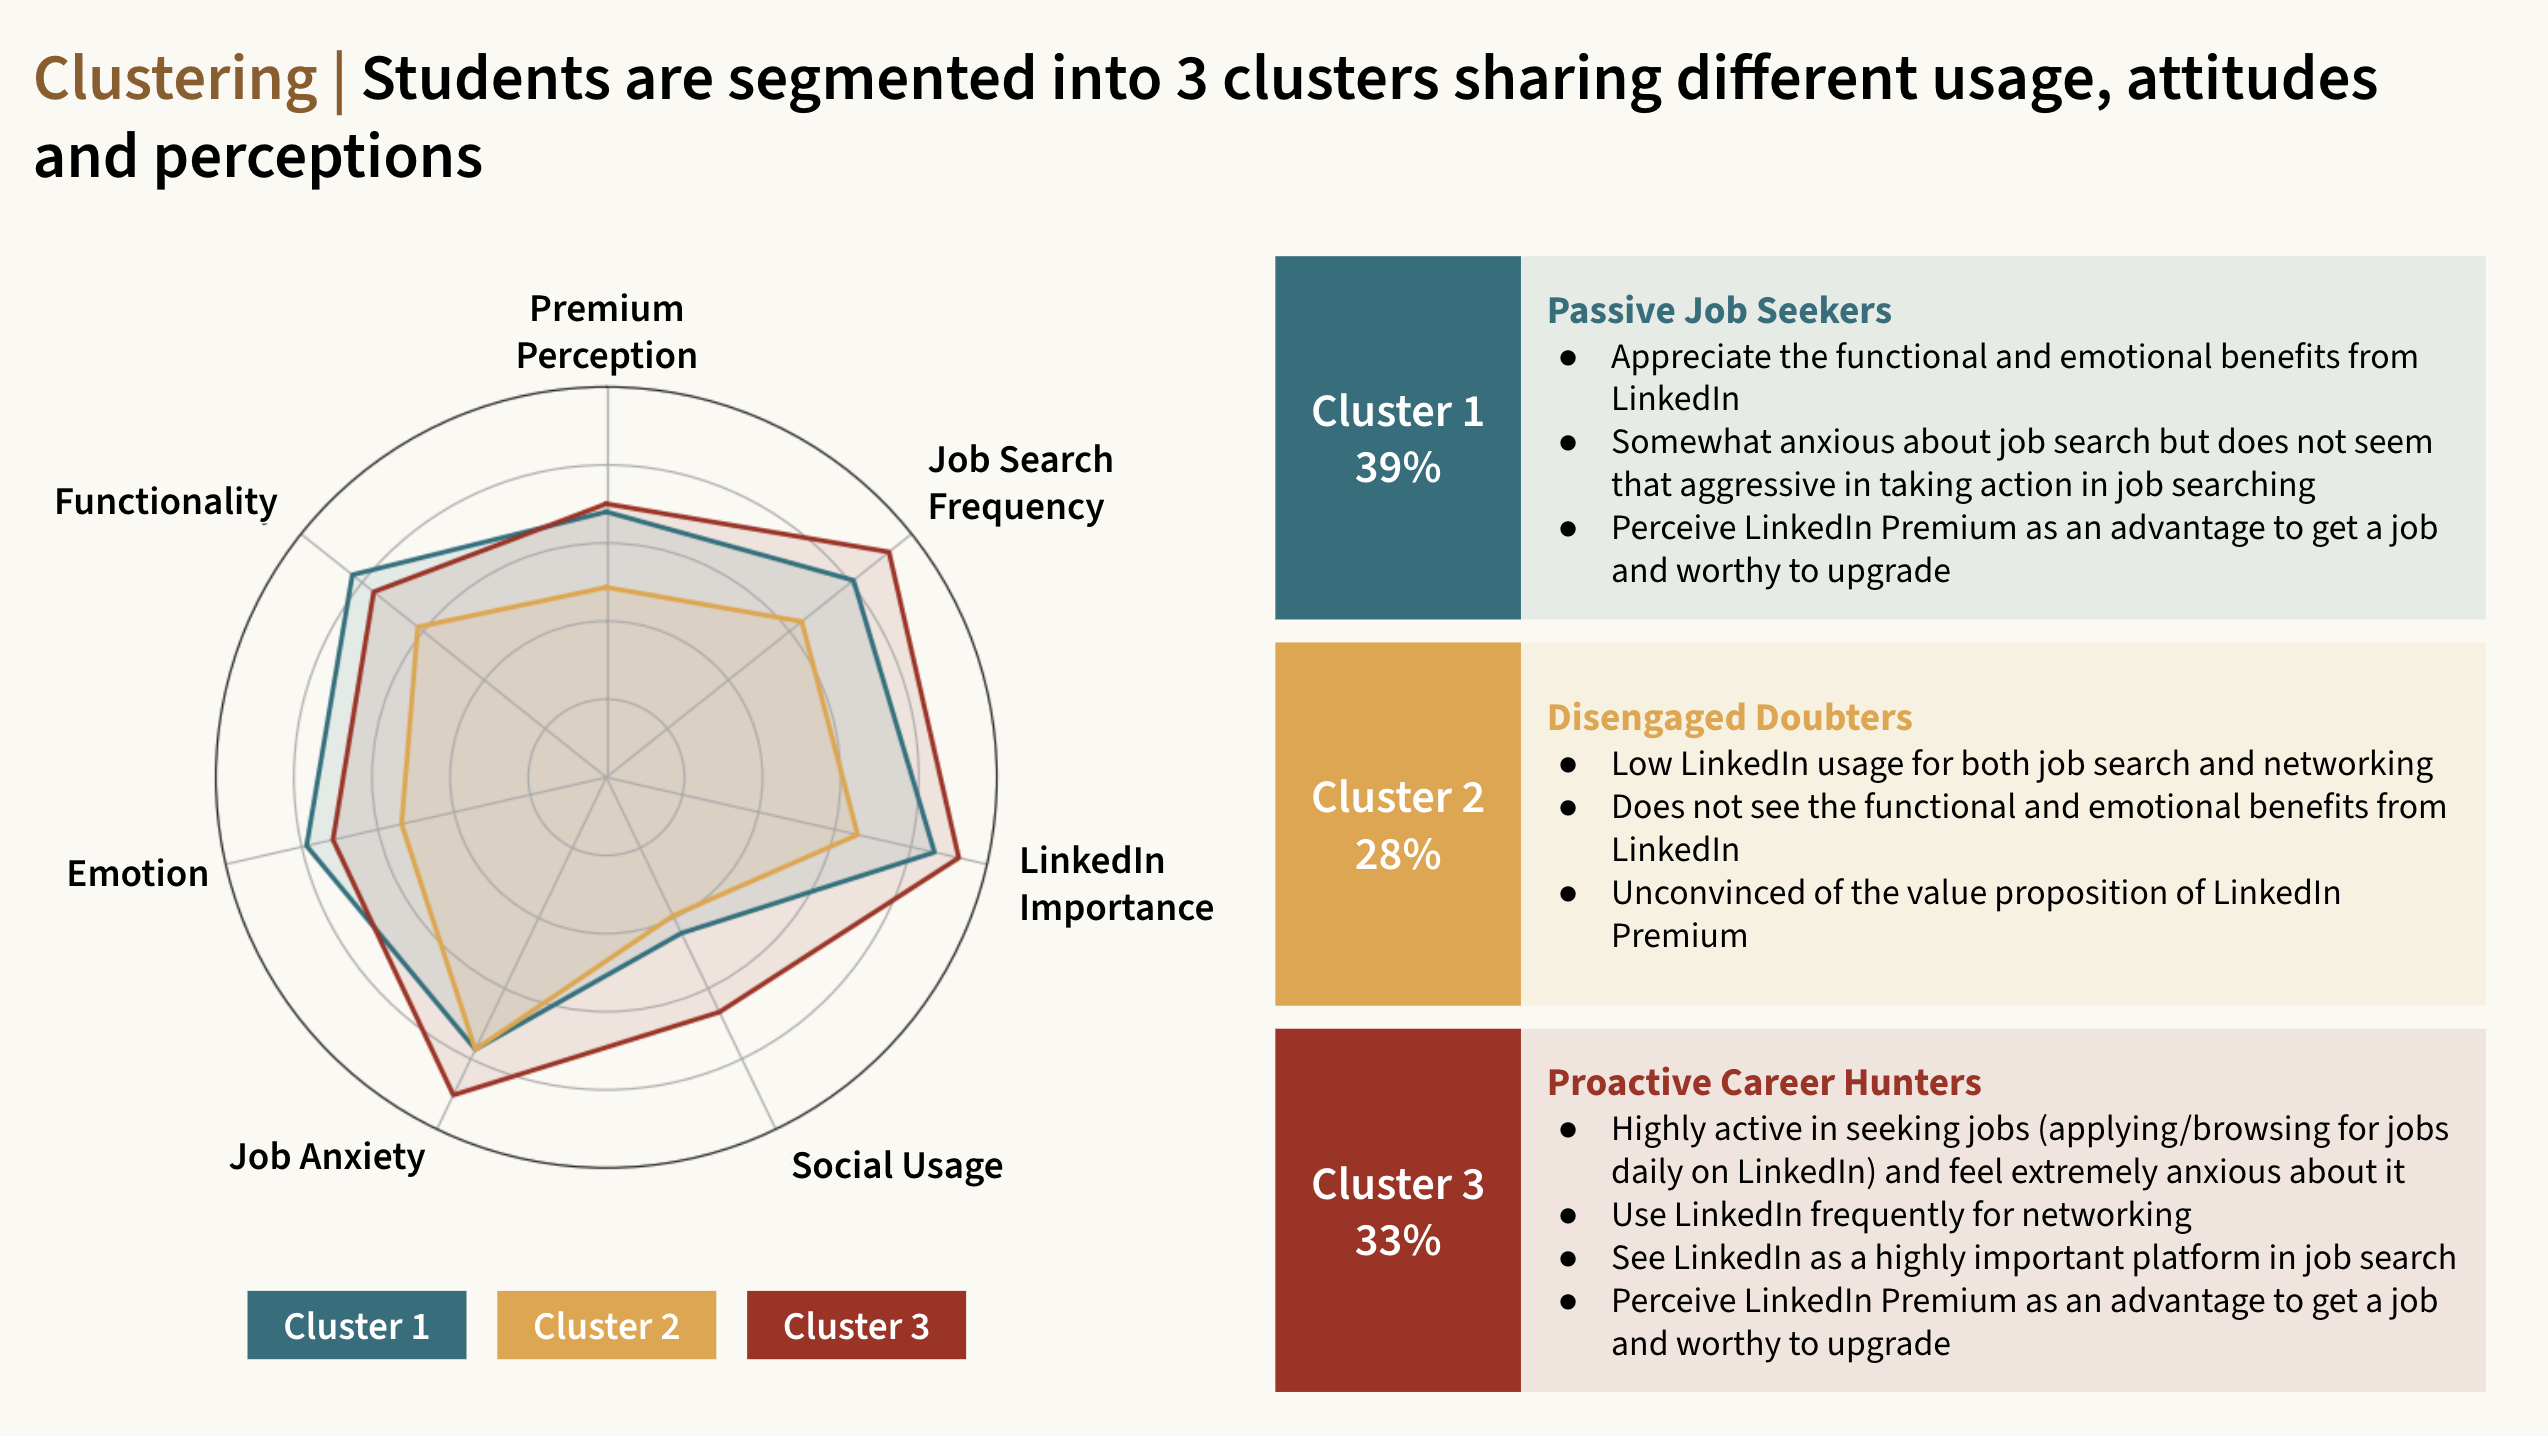 Clustering | Students are segmented into 3 clusters sharing different usage, attitudes
and perceptions
Premium
Perception
Job Search
Frequency
Functionality
LinkedIn
Importance
Emotion
Job Anxiety
Social Usage
Cluster 1
Cluster 2
Cluster 3
Cluster 1
39%
Passive Job Seekers
● Appreciate the functional and emotional benefits from
LinkedIn
● Somewhat anxious about job search but does not seem
that aggressive in taking action in job searching
● Perceive LinkedIn Premium as an advantage to get a job
and worthy to upgrade
Cluster 2
28%
Disengaged Doubters
● Low LinkedIn usage for both job search and networking
● Does not see the functional and emotional benefits from
LinkedIn
● Unconvinced of the value proposition of LinkedIn
Premium
Cluster 3
33%
Proactive Career Hunters
● Highly active in seeking jobs (applying/browsing for jobs
daily on LinkedIn) and feel extremely anxious about it
● Use LinkedIn frequently for networking
● See LinkedIn as a highly important platform in job search
● Perceive LinkedIn Premium as an advantage to get a job
and worthy to upgrade